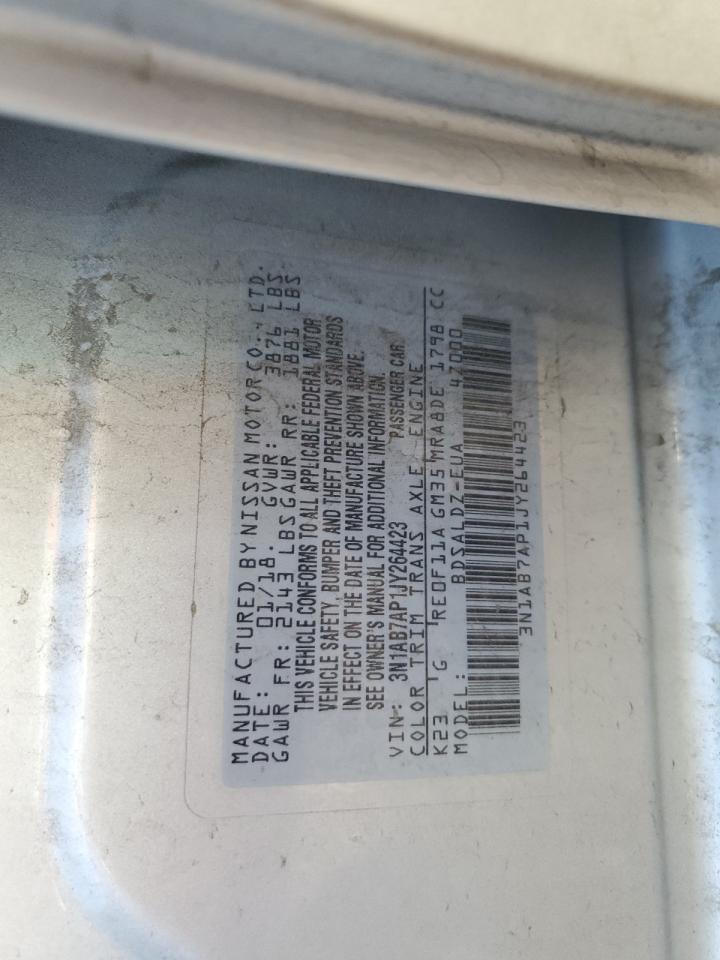 MANUFACTURED BY NISSAN MOTOR CO., LTD.
DATE: 01/18. GVWR: 3876 LBS
GAWR FR: 2143 LBS GAWR RR: 1881 LBS
THIS VEHICLE CONFORMS TO ALL APPLICABLE FEDERAL MOTOR
VEHICLE SAFETY, BUMPER AND THEFT PREVENTION STANDARDS
IN EFFECT ON THE DATE OF MANUFACTURE SHOWN ABOVE.
SEE OWNER'S MANUAL FOR ADDITIONAL INFORMATION.
VIN: 3N1AB7AP1JY264423 PASSENGER CAR
COLOR TRIM TRANS AXLE ENGINE
K23 G RE0F11A GM35 MRA8DE 1798 CC
MODEL: BDSALDZ-EUA 47000
3N1AB7AP1JY264423